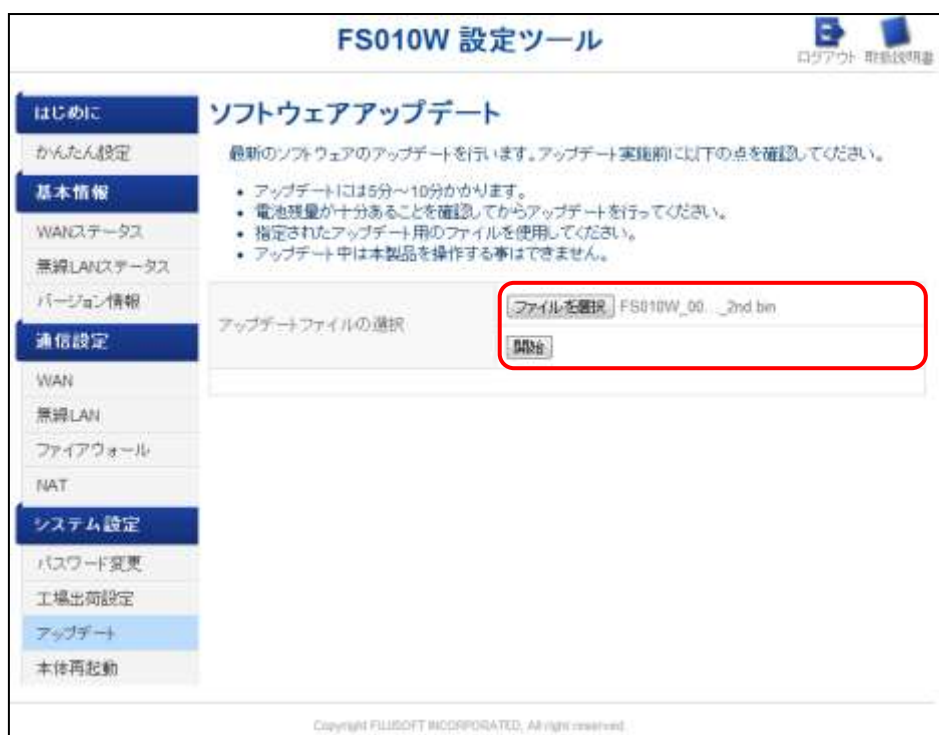 FS010W 設定ツール
ログアウト 取扱説明書
はじめに
かんたん設定
基本情報
WANステータス
無線LANステータス
バージョン情報
通信設定
WAN
無線LAN
ファイアウォール
NAT
システム設定
パスワード変更
工場出荷設定
アップデート
本体再起動
ソフトウェアアップデート
最新のソフトウェアのアップデートを行います。アップデート実施前に以下の点を確認してください。
• アップデートには5分～10分かかります。
• 電池残量が十分あることを確認してからアップデートを行ってください。
• 指定されたアップデート用のファイルを使用してください。
• アップデート中は本製品を操作する事はできません。
アップデートファイルの選択
ファイルを選択 FS010W_00..._2nd.bin
開始
Copyright FUJISOFT INCORPORATED, All right reserved.